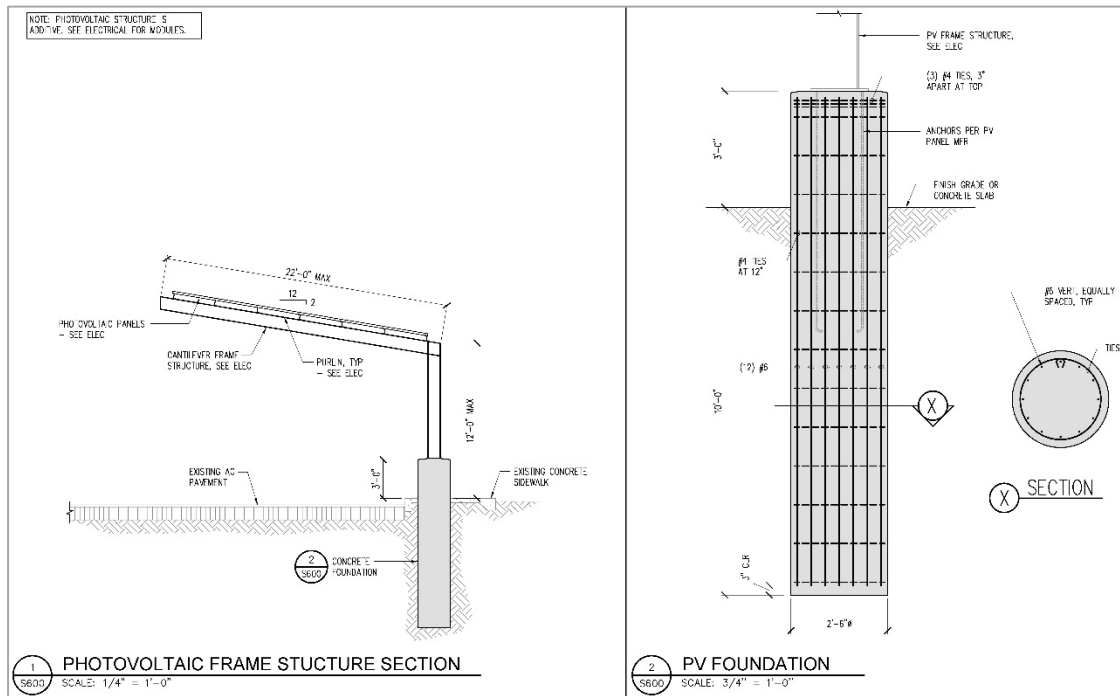 NOTE: PHOTOVOLTAIC STRUCTURE IS
ADDITIVE. SEE ELECTRICAL FOR MODULES.
22'-0" MAX
12
2
PHOTOVOLTAIC PANELS
- SEE ELEC
CANTILEVER FRAME
STRUCTURE, SEE ELEC
PURLIN, TYP
- SEE ELEC
12'-0" MAX
3'-0"
EXISTING AC
PAVEMENT
EXISTING CONCRETE
SIDEWALK
2
S600
CONCRETE
FOUNDATION
1
S600
PHOTOVOLTAIC FRAME STUCTURE SECTION
SCALE: 1/4" = 1'-0"
PV FRAME STRUCTURE,
SEE ELEC
(3) #4 TIES, 3"
APART AT TOP
ANCHORS PER PV
PANEL MFR
3'-0"
FINISH GRADE OR
CONCRETE SLAB
#4 TIES
AT 12"
(12) #6
10'-0"
X
3" CLR
2'-6"ø
VERT, EQUALLY
SPACED, TYP
TIES
X
SECTION
2
S600
PV FOUNDATION
SCALE: 3/4" = 1'-0"